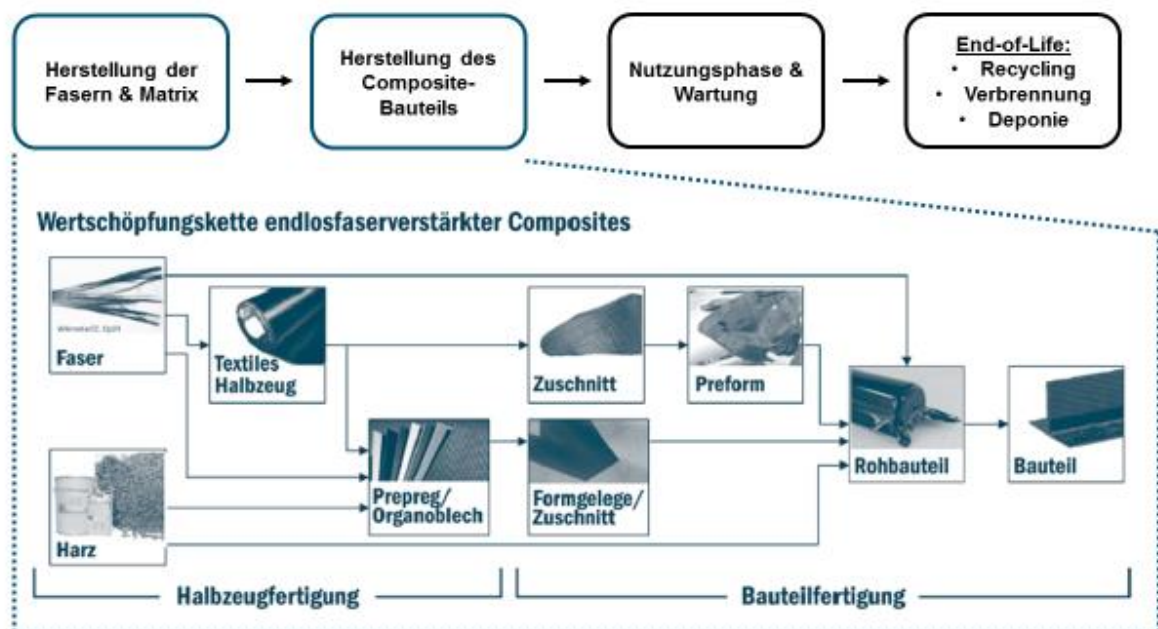 Herstellung der
Fasern & Matrix
Herstellung des
Composite-
Bauteils
Nutzungsphase &
Wartung
End-of-Life:
• Recycling
• Verbrennung
• Deponie
Wertschöpfungskette endlosfaserverstärkter Composites
Faser
Textiles
Halbzeug
Zuschnitt
Preform
Harz
Prepreg/
Organoblech
Formgelege/
Zuschnitt
Rohbauteil
Bauteil
Halbzeugfertigung
Bauteilfertigung